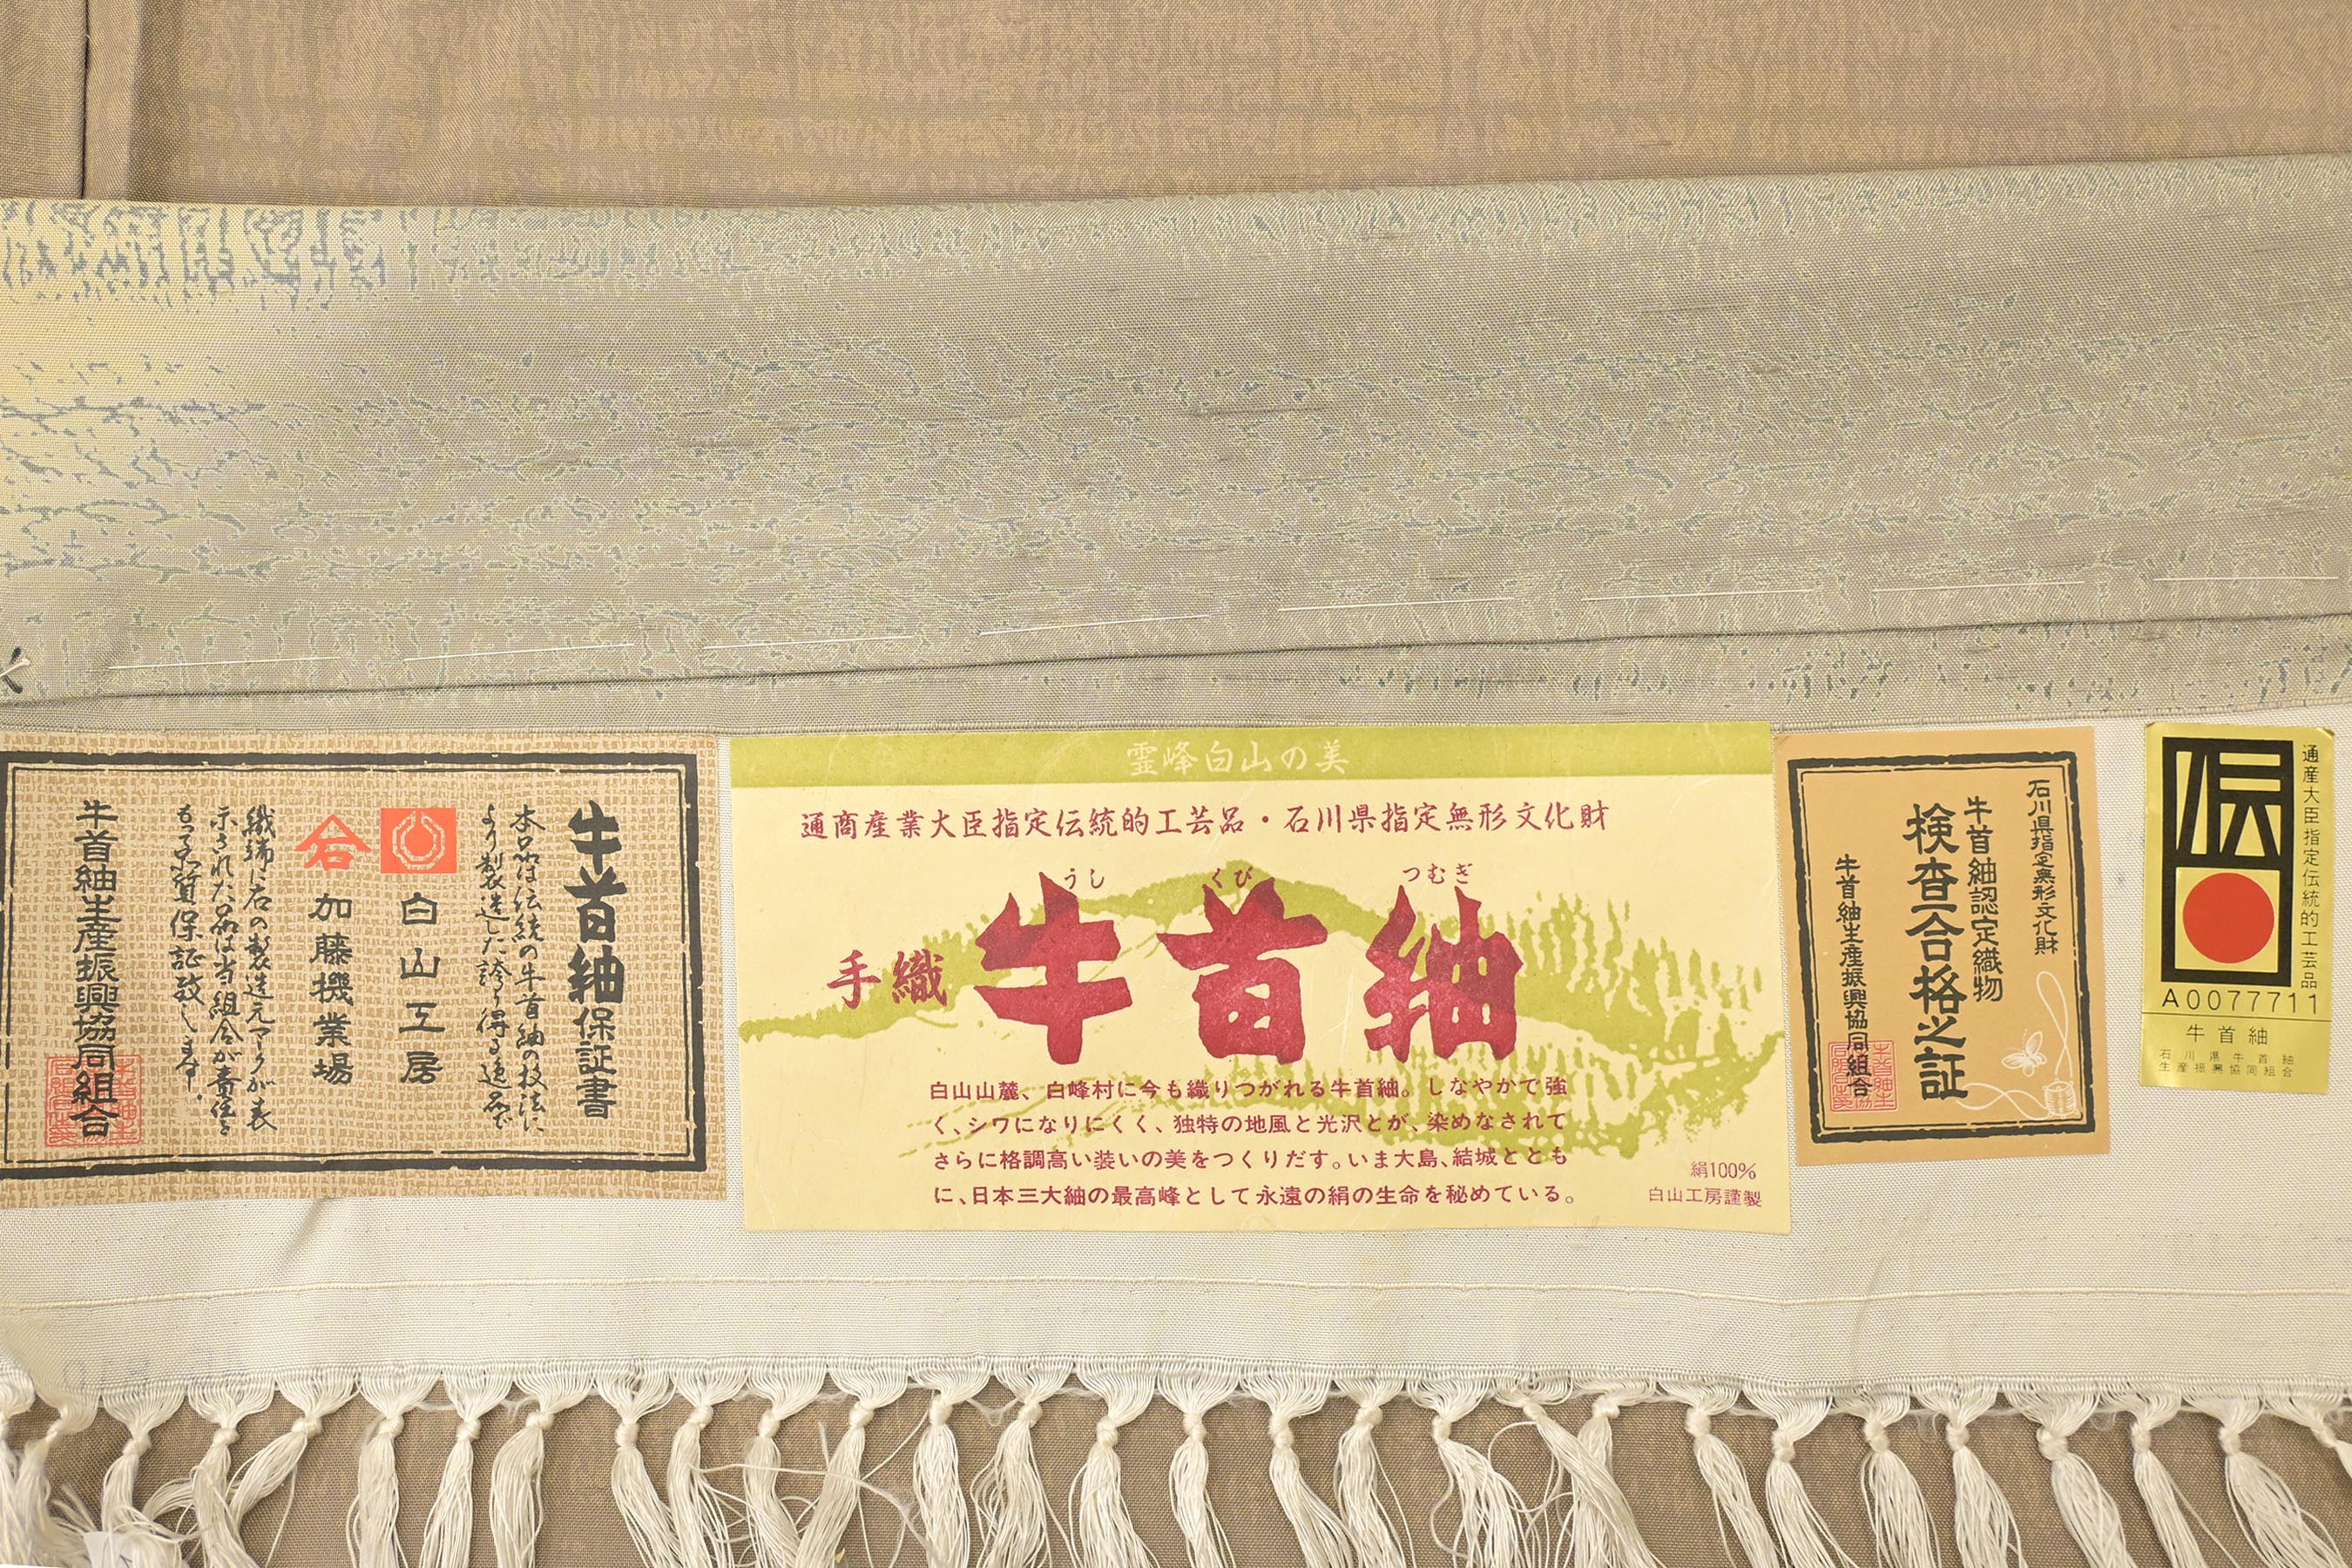 牛首紬保証書
本品は伝統の牛首紬の技法に
より製造した誇り得る逸品で
白山工房
合
加藤機業場
織端に右の製造元マークが表
示された品は当組合が責任を
もって品質保証致します。
牛首紬生産振興協同組合
霊峰白山の美
通商産業大臣指定伝統的工芸品・石川県指定無形文化財
うし くび つむぎ
手織 牛首紬
白山山麓、白峰村に今も織りつがれる牛首紬。しなやかで強
く、シワになりにくく、独特の地風と光沢とが、染めなされて
さらに格調高い装いの美をつくりだす。いま大島、結城ととも
に、日本三大紬の最高峰として永遠の絹の生命を秘めている。
絹100%
白山工房謹製
石川県指定無形文化財
牛首紬認定織物
検査合格之証
牛首紬生産振興協同組合
伝
通産大臣指定伝統的工芸品
A0077711
牛首紬
石川県牛首紬
生産振興協同組合